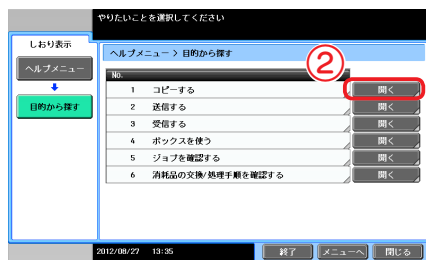 やりたいことを選択してください
しおり表示
ヘルプメニュー
目的から探す
ヘルプメニュー > 目的から探す
②
No.
1 コピーする 開く
2 送信する 開く
3 受信する 開く
4 ボックスを使う 開く
5 ジョブを確認する 開く
6 消耗品の交換/処理手順を確認する 開く
2012/08/27 13:35 終了 メニューへ 閉じる